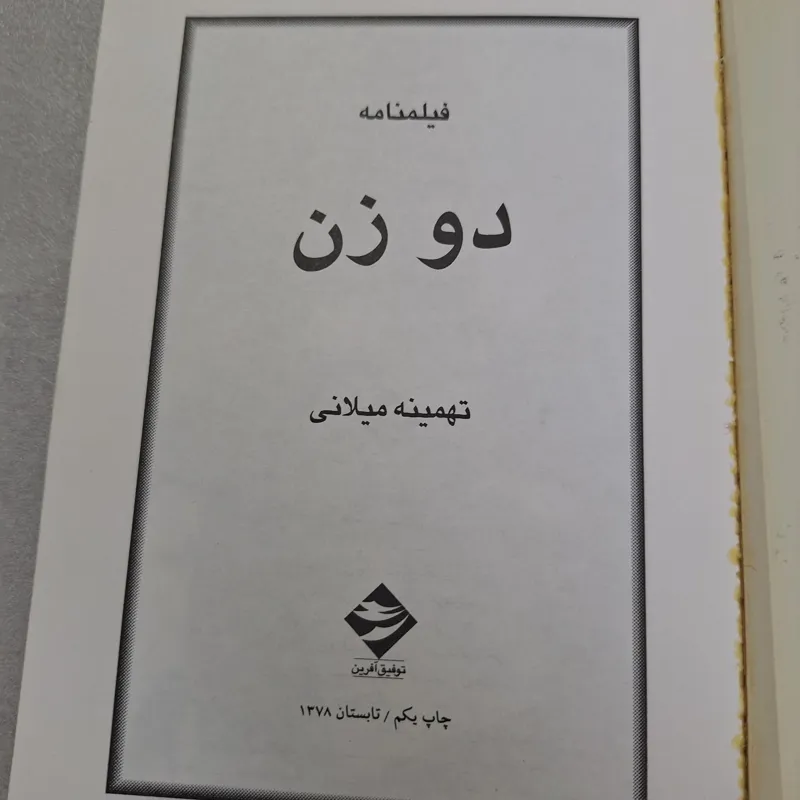 فیلمنامه
دو زن
تهمینه میلانی
توفیق آفرین
چاپ یکم / تابستان ۱۳۷۸